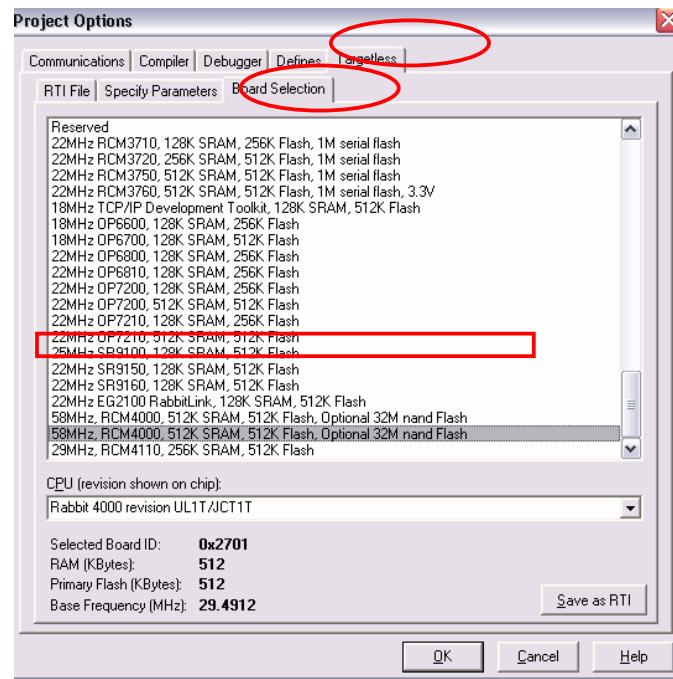 Project Options
Communications Compiler Debugger Defines Targetless
RTI File Specify Parameters Board Selection
Reserved
22MHz RCM3710, 128K SRAM, 256K Flash, 1M serial flash
22MHz RCM3720, 256K SRAM, 512K Flash, 1M serial flash
22MHz RCM3750, 512K SRAM, 512K Flash, 1M serial flash
22MHz RCM3760, 512K SRAM, 512K Flash, 1M serial flash, 3.3V
18MHz TCP/IP Development Toolkit, 128K SRAM, 512K Flash
18MHz OP6600, 128K SRAM, 256K Flash
18MHz OP6700, 128K SRAM, 512K Flash
22MHz OP6800, 128K SRAM, 256K Flash
22MHz OP6810, 128K SRAM, 256K Flash
22MHz OP7200, 128K SRAM, 256K Flash
22MHz OP7200, 512K SRAM, 512K Flash
22MHz OP7210, 128K SRAM, 256K Flash
22MHz OP7210, 512K SRAM, 512K Flash
25MHz SR9100, 128K SRAM, 512K Flash
22MHz SR9150, 128K SRAM, 512K Flash
22MHz SR9160, 128K SRAM, 512K Flash
22MHz EG2100 RabbitLink, 128K SRAM, 512K Flash
58MHz, RCM4000, 512K SRAM, 512K Flash, Optional 32M nand Flash
58MHz, RCM4000, 512K SRAM, 512K Flash, Optional 32M nand Flash
29MHz, RCM4110, 256K SRAM, 512K Flash
CPU (revision shown on chip):
Rabbit 4000 revision UL1T/JCT1T
Selected Board ID: 0x2701
RAM (KBytes): 512
Primary Flash (KBytes): 512
Base Frequency (MHz): 29.4912
Save as RTI
OK Cancel Help